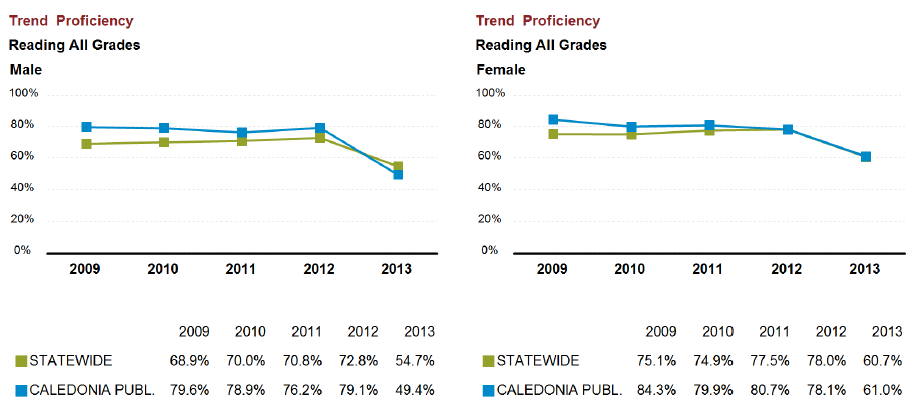 Trend Proficiency
Reading All Grades
Male
100%
80%
60%
40%
20%
0%
2009 2010 2011 2012 2013
2009 2010 2011 2012 2013
STATEWIDE 68.9% 70.0% 70.8% 72.8% 54.7%
CALEDONIA PUBL. 79.6% 78.9% 76.2% 79.1% 49.4%
Trend Proficiency
Reading All Grades
Female
100%
80%
60%
40%
20%
0%
2009 2010 2011 2012 2013
2009 2010 2011 2012 2013
STATEWIDE 75.1% 74.9% 77.5% 78.0% 60.7%
CALEDONIA PUBL. 84.3% 79.9% 80.7% 78.1% 61.0%